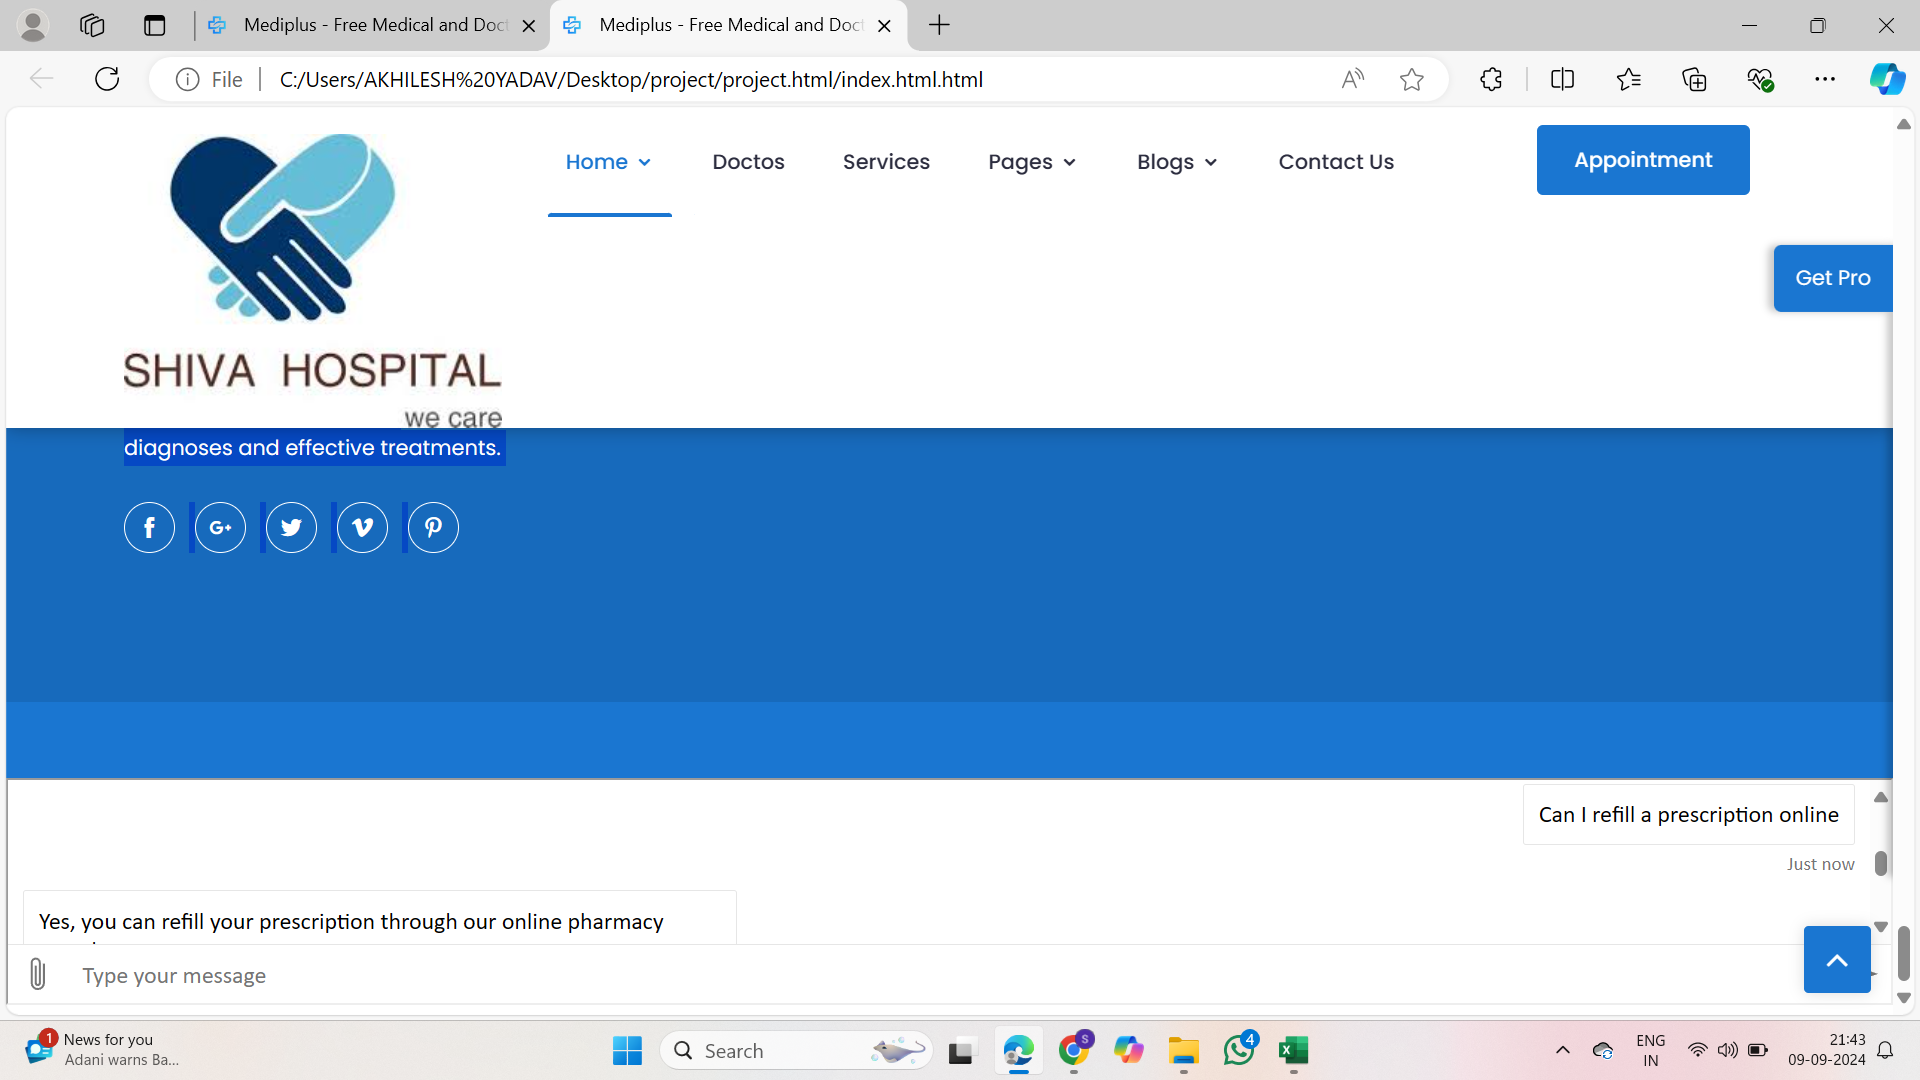 Mediplus - Free Medical and Doct
Mediplus - Free Medical and Doct
File
C:/Users/AKHILESH%20YADAV/Desktop/project/project.html/index.html.html
SHIVA HOSPITAL
we care
Home
Doctos
Services
Pages
Blogs
Contact Us
Appointment
Get Pro
diagnoses and effective treatments.
Can I refill a prescription online
Just now
Yes, you can refill your prescription through our online pharmacy
Type your message
1
News for you
Adani warns Ba...
Search
S
4
ENG
IN
21:43
09-09-2024